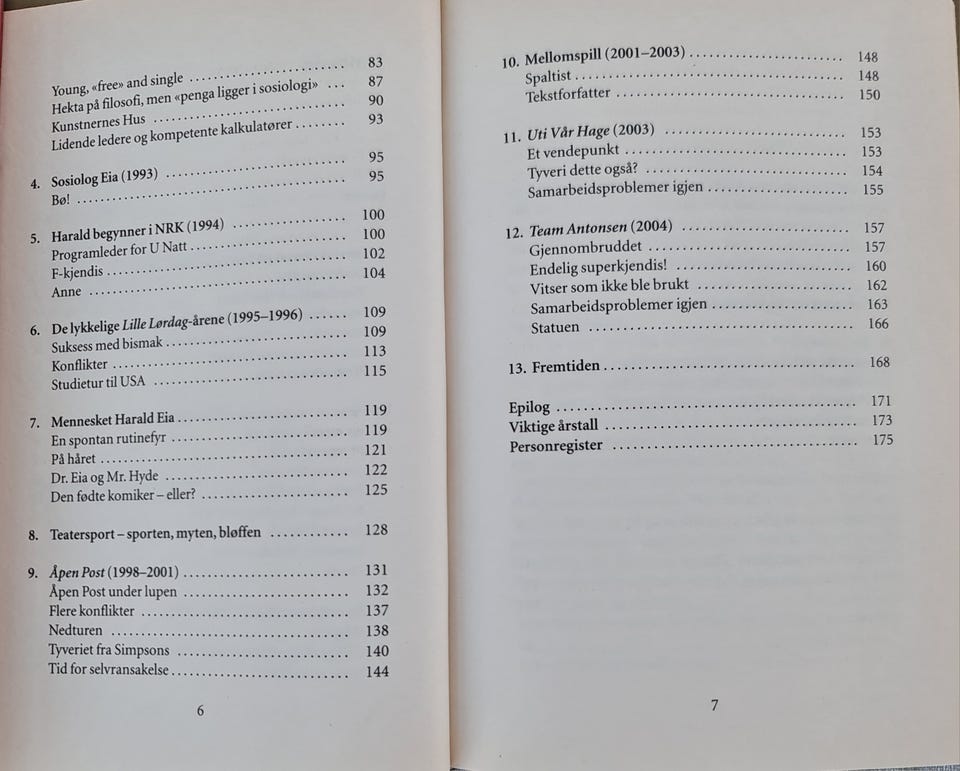 Young, «free» and single ........................... 83
Hekta på filosofi, men «penga ligger i sosiologi» ... 87
Kunstnernes Hus ................................. 90
Lidende ledere og kompetente kalkulatører ........ 93
4. Sosiolog Eia (1993) .............................. 95
Bø! ............................................. 95
5. Harald begynner i NRK (1994) .................. 100
Programleder for U Natt ......................... 100
F-kjendis ....................................... 102
Anne ........................................... 104
6. De lykkelige Lille Lørdag-årene (1995–1996) ...... 109
Suksess med bismak .............................. 109
Konflikter ...................................... 113
Studietur til USA ............................... 115
7. Mennesket Harald Eia ............................ 119
En spontan rutinefyr ............................ 119
På håret ........................................ 121
Dr. Eia og Mr. Hyde ............................. 122
Den fødte komiker – eller? ...................... 125
8. Teatersport – sporten, myten, bløffen ............ 128
9. Åpen Post (1998–2001) ........................... 131
Åpen Post under lupen ........................... 132
Flere konflikter ................................ 137
Nedturen ........................................ 138
Tyveriet fra Simpsons ........................... 140
Tid for selvransakelse .......................... 144
6
10. Mellomspill (2001–2003) ........................ 148
Spaltist ........................................ 148
Tekstforfatter .................................. 150
11. Uti Vår Hage (2003) ............................ 153
Et vendepunkt ................................... 153
Tyveri dette også? .............................. 154
Samarbeidsproblemer igjen ....................... 155
12. Team Antonsen (2004) .......................... 157
Gjennombruddet ................................. 157
Endelig superkjendis! ........................... 160
Vitser som ikke ble brukt ....................... 162
Samarbeidsproblemer igjen ....................... 163
Statuen ......................................... 166
13. Fremtiden ...................................... 168
Epilog ............................................. 171
Viktige årstall .................................... 173
Personregister ..................................... 175
7